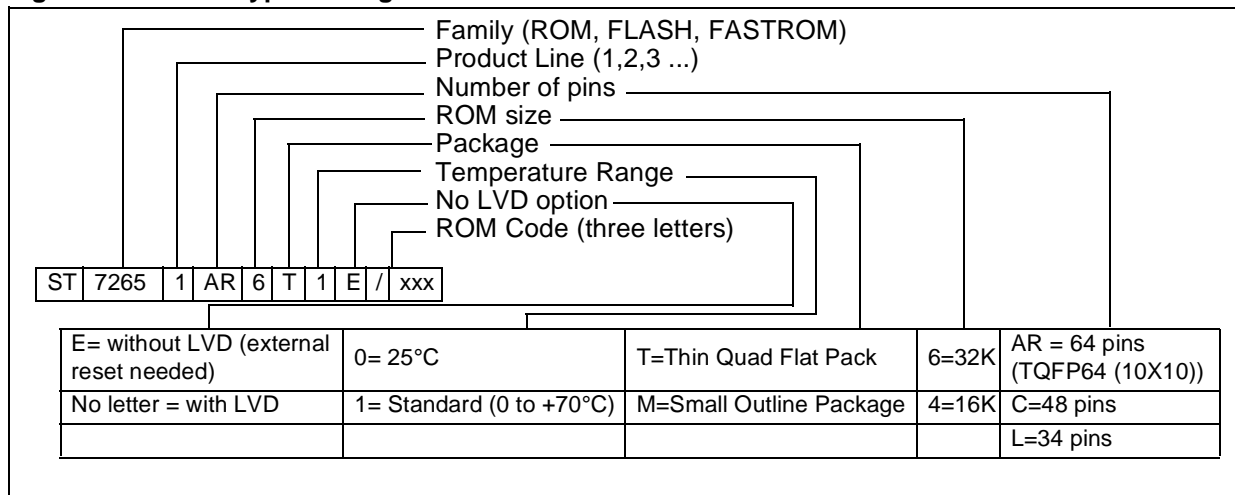 Family (ROM, FLASH, FASTROM)
Product Line (1,2,3 ...)
Number of pins
ROM size
Package
Temperature Range
No LVD option
ROM Code (three letters)
ST 7265 1 AR 6 T 1 E / xxx
E= without LVD (external reset needed) 0= 25°C T=Thin Quad Flat Pack 6=32K AR = 64 pins (TQFP64 (10X10))
No letter = with LVD 1= Standard (0 to +70°C) M=Small Outline Package 4=16K C=48 pins
L=34 pins